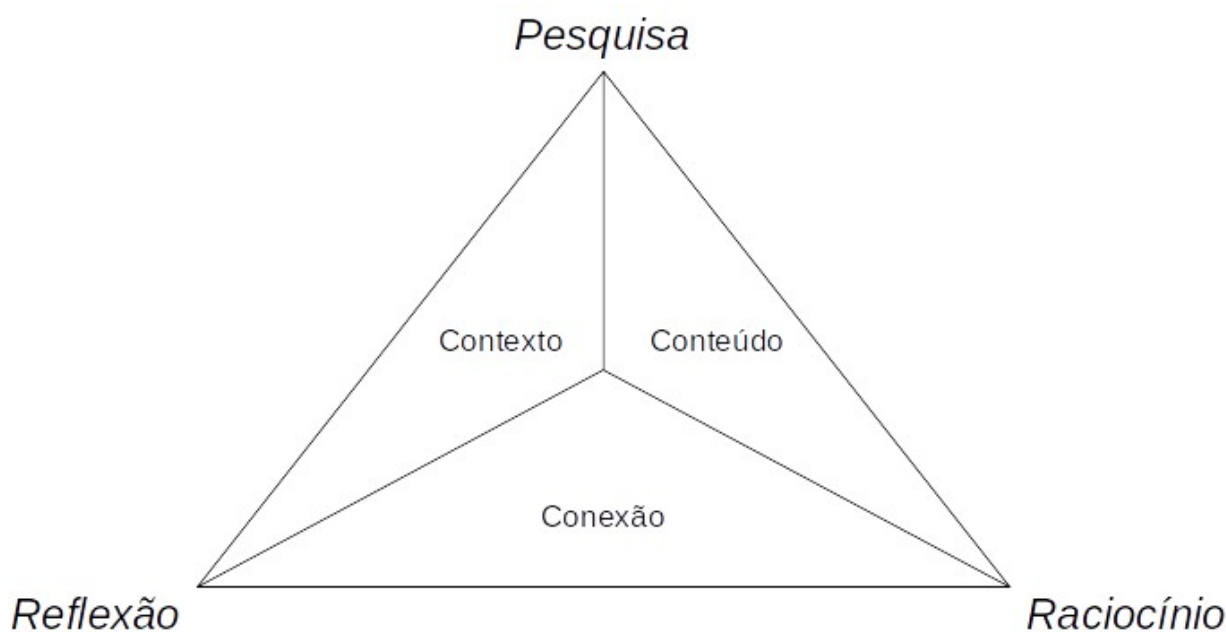 Pesquisa
Contexto
Conteúdo
Conexão
Reflexão
Raciocínio